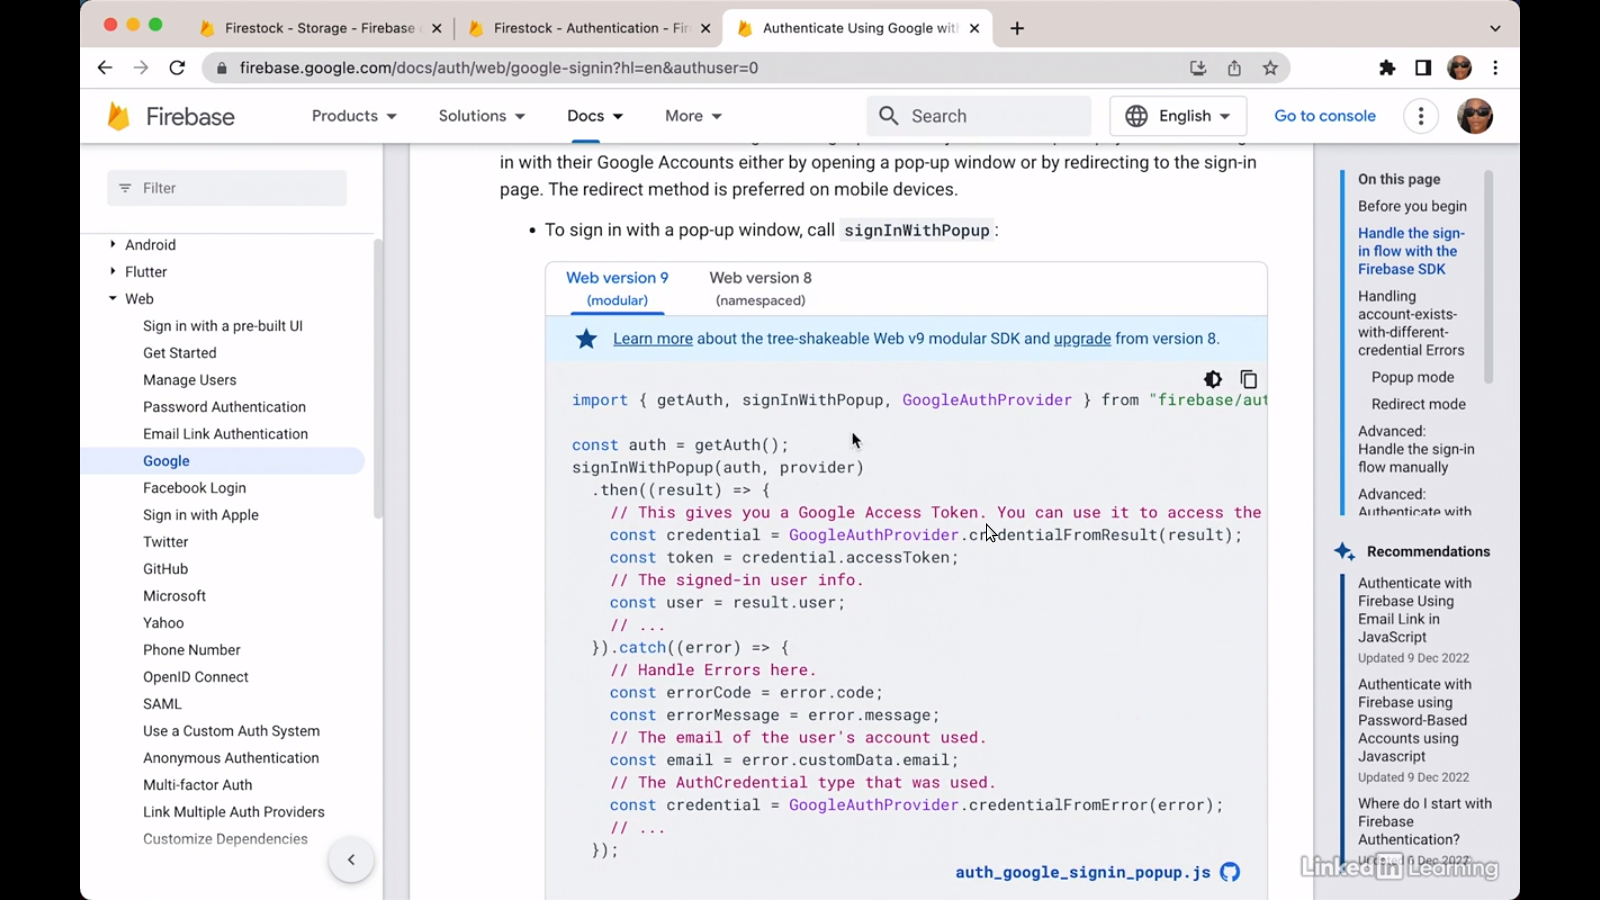 Firestock - Storage - Firebase
Firestock - Authentication - Fir
Authenticate Using Google with
firebase.google.com/docs/auth/web/google-signin?hl=en&authuser=0
Firebase
Products
Solutions
Docs
More
Search
English
Go to console
Filter
Android
Flutter
Web
Sign in with a pre-built UI
Get Started
Manage Users
Password Authentication
Email Link Authentication
Google
Facebook Login
Sign in with Apple
Twitter
GitHub
Microsoft
Yahoo
Phone Number
OpenID Connect
SAML
Use a Custom Auth System
Anonymous Authentication
Multi-factor Auth
Link Multiple Auth Providers
Customize Dependencies
in with their Google Accounts either by opening a pop-up window or by redirecting to the sign-in
page. The redirect method is preferred on mobile devices.
• To sign in with a pop-up window, call signInWithPopup :
Web version 9
(modular)
Web version 8
(namespaced)
Learn more about the tree-shakeable Web v9 modular SDK and upgrade from version 8.
import { getAuth, signInWithPopup, GoogleAuthProvider } from "firebase/aut
const auth = getAuth();
signInWithPopup(auth, provider)
.then((result) => {
// This gives you a Google Access Token. You can use it to access the
const credential = GoogleAuthProvider.credentialFromResult(result);
const token = credential.accessToken;
// The signed-in user info.
const user = result.user;
// ...
}).catch((error) => {
// Handle Errors here.
const errorCode = error.code;
const errorMessage = error.message;
// The email of the user's account used.
const email = error.customData.email;
// The AuthCredential type that was used.
const credential = GoogleAuthProvider.credentialFromError(error);
// ...
});
auth_google_signin_popup.js
On this page
Before you begin
Handle the sign-
in flow with the
Firebase SDK
Handling
account-exists-
with-different-
credential Errors
Popup mode
Redirect mode
Advanced:
Handle the sign-in
flow manually
Advanced:
Authenticate with
Recommendations
Authenticate with
Firebase Using
Email Link in
JavaScript
Updated 9 Dec 2022
Authenticate with
Firebase using
Password-Based
Accounts using
Javascript
Updated 9 Dec 2022
Where do I start with
Firebase
Authentication?
Updated 6 Dec 2022
LinkedIn Learning